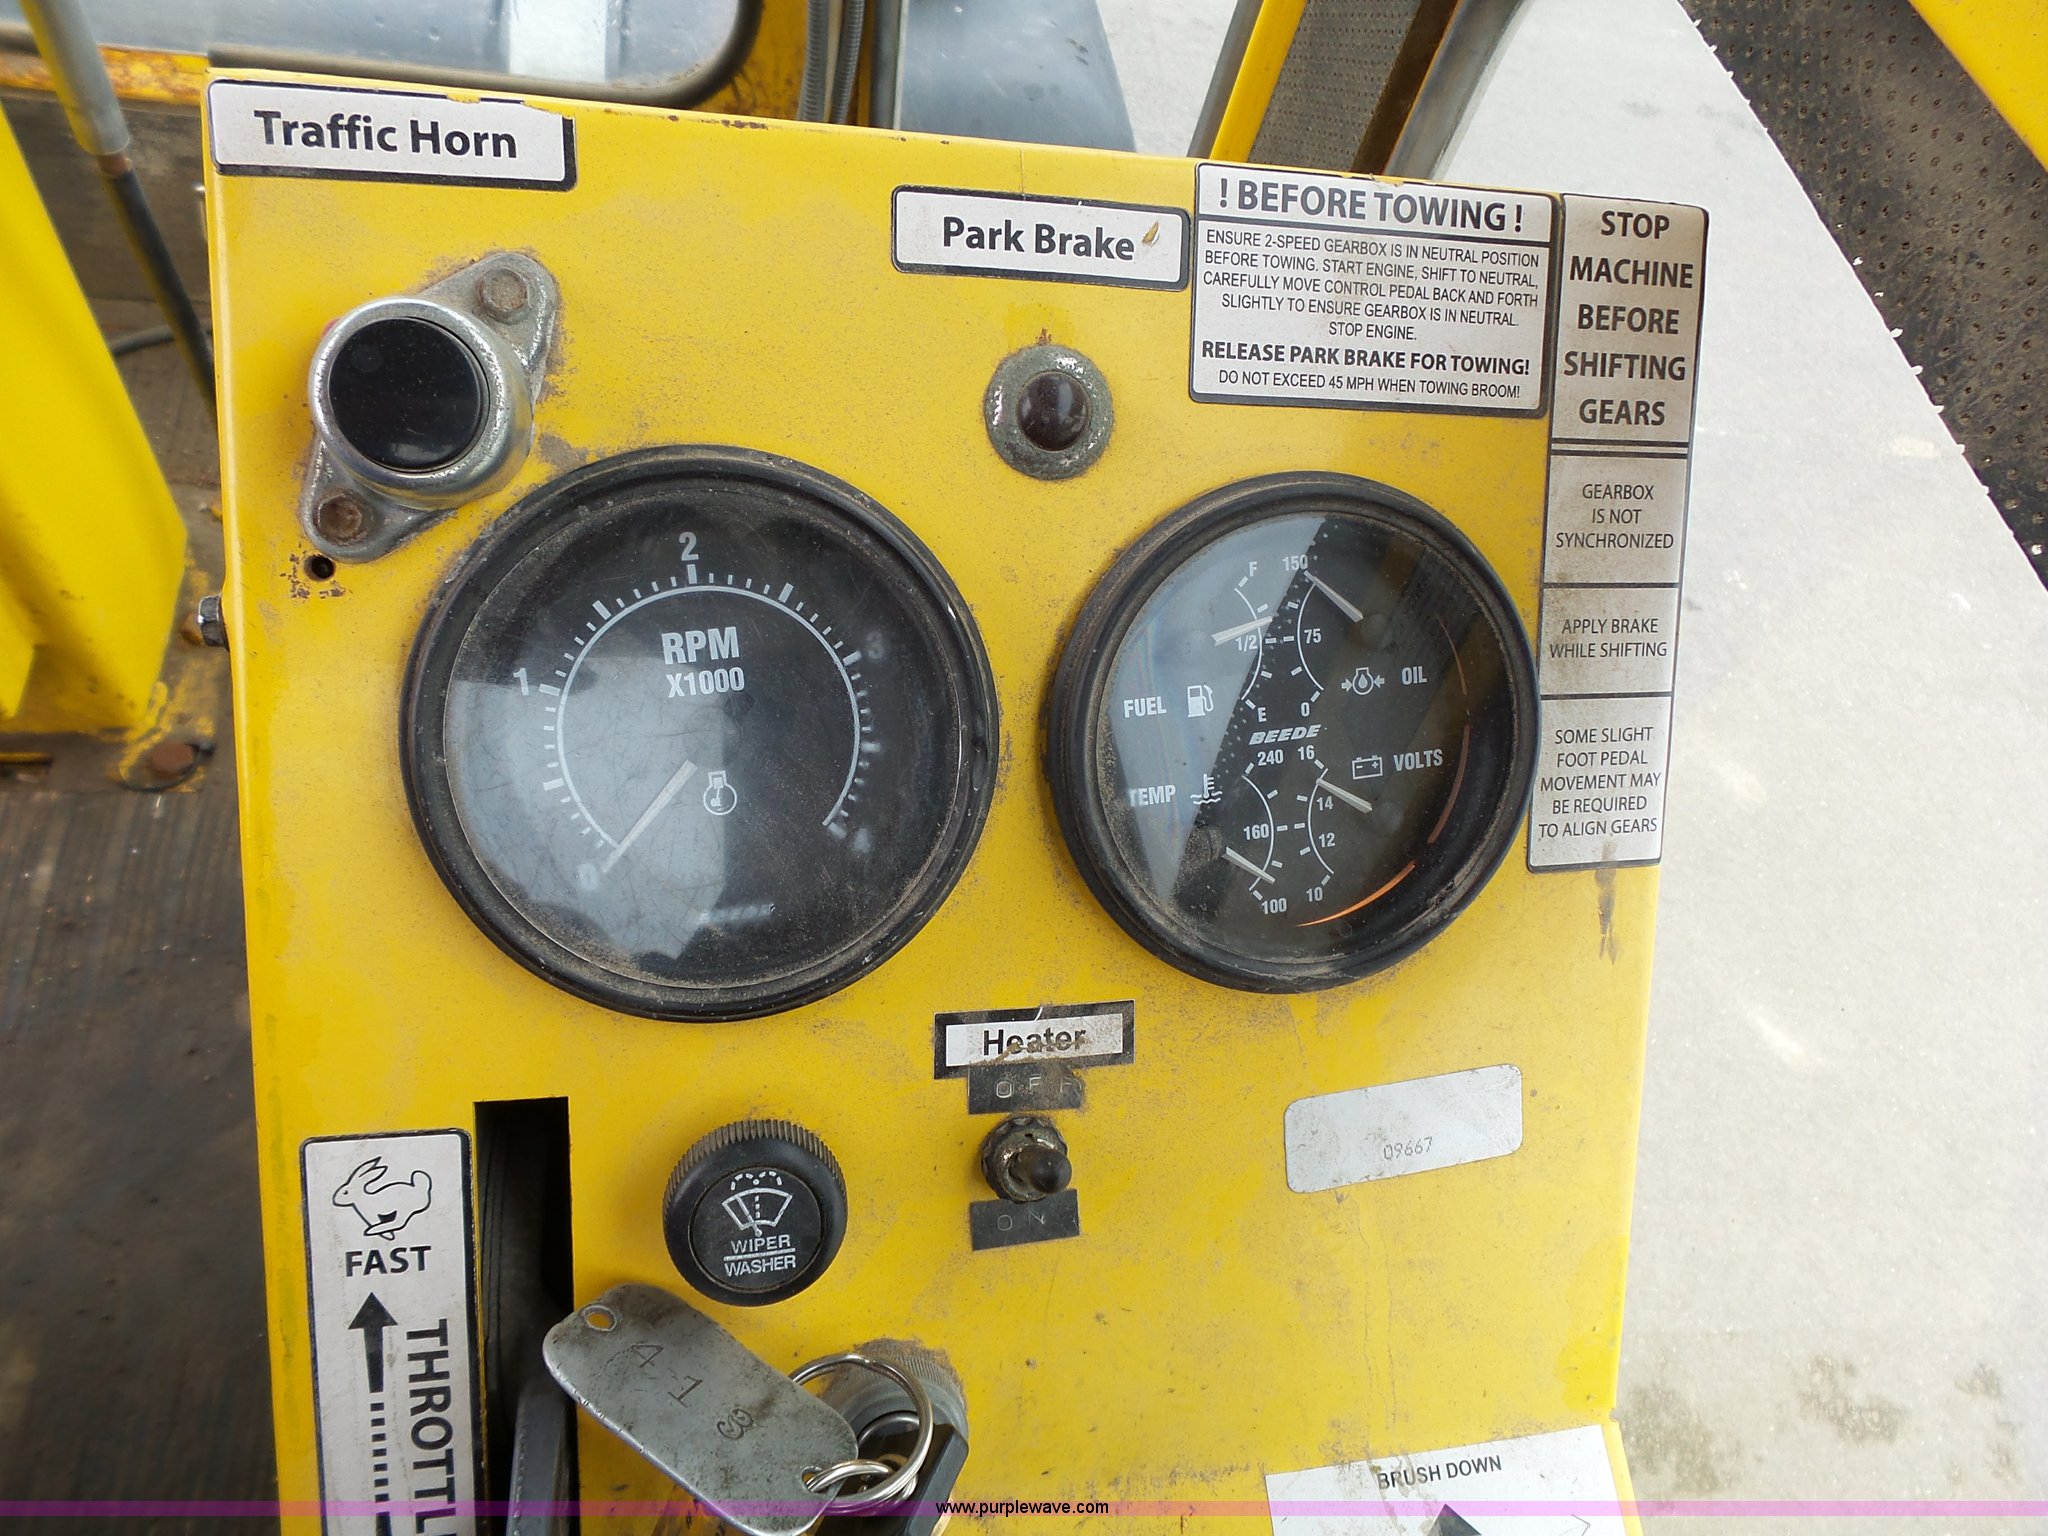 Traffic Horn
Park Brake
! BEFORE TOWING !
ENSURE 2-SPEED GEARBOX IS IN NEUTRAL POSITION
BEFORE TOWING. START ENGINE, SHIFT TO NEUTRAL,
CAREFULLY MOVE CONTROL PEDAL BACK AND FORTH
SLIGHTLY TO ENSURE GEARBOX IS IN NEUTRAL.
STOP ENGINE.
RELEASE PARK BRAKE FOR TOWING!
DO NOT EXCEED 45 MPH WHEN TOWING BROOM!
STOP
MACHINE
BEFORE
SHIFTING
GEARS
GEARBOX
IS NOT
SYNCHRONIZED
APPLY BRAKE
WHILE SHIFTING
SOME SLIGHT
FOOT PEDAL
MOVEMENT MAY
BE REQUIRED
TO ALIGN GEARS
0
1
2
3
4
RPM
X1000
F
1/2
E
FUEL
150
75
0
OIL
BEEDE
240
160
100
TEMP
16
14
12
10
VOLTS
Heater
OFF
ON
09667
WIPER
WASHER
FAST
THROTTL
41
BRUSH DOWN
www.purplewave.com